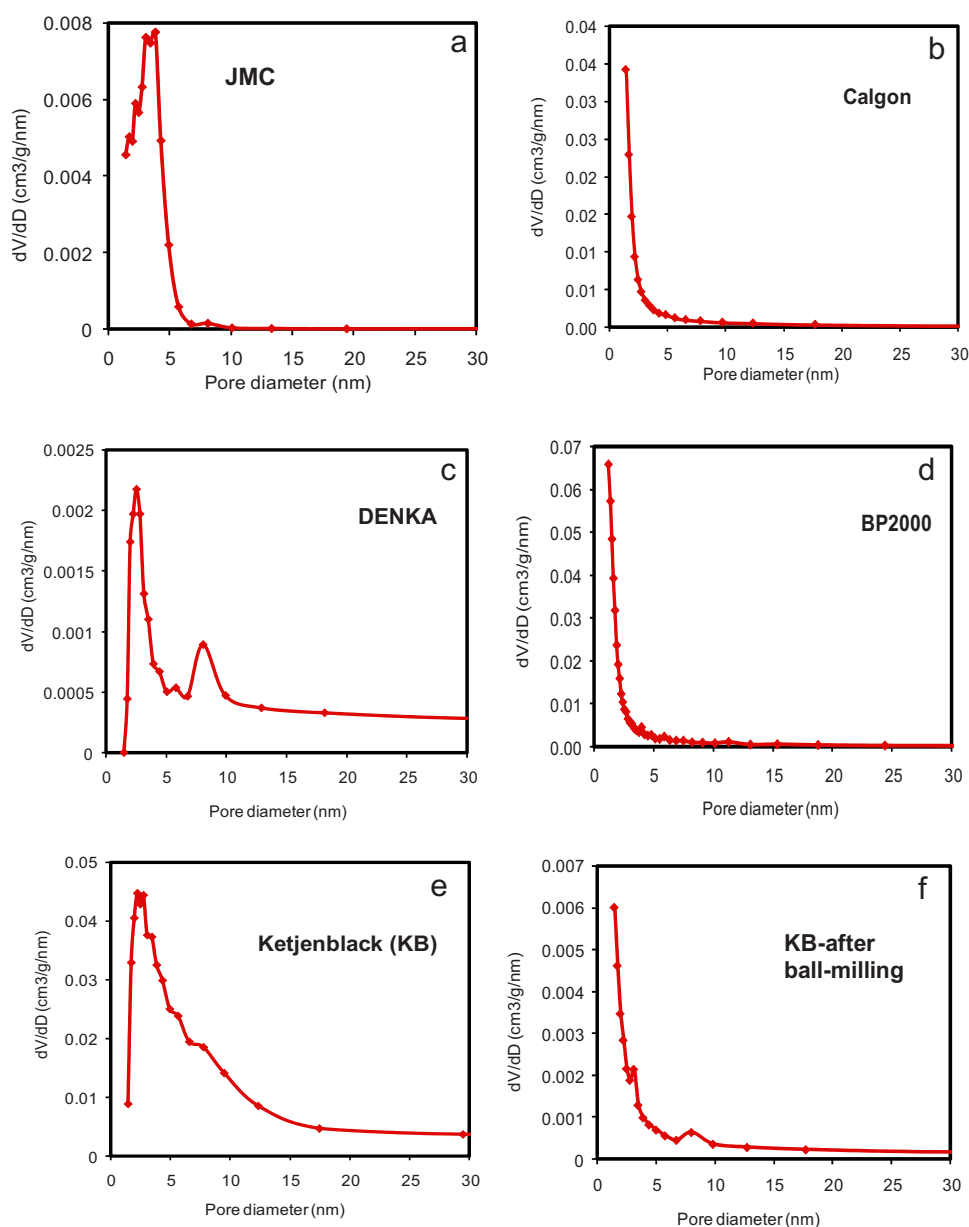 a
JMC
dV/dD (cm3/g/nm)
0.008
0.006
0.004
0.002
0
0 5 10 15 20 25 30
Pore diameter (nm)
b
Calgon
dV/dD (cm3/g/nm)
0.04
0.04
0.03
0.03
0.02
0.02
0.01
0.01
0.00
0 5 10 15 20 25 30
Pore diameter (nm)
c
DENKA
dV/dD (cm3/g/nm)
0.0025
0.002
0.0015
0.001
0.0005
0
0 5 10 15 20 25 30
Pore diameter (nm)
d
BP2000
dV/dD (cm3/g/nm)
0.07
0.06
0.05
0.04
0.03
0.02
0.01
0.00
0 5 10 15 20 25 30
Pore diameter (nm)
e
Ketjenblack (KB)
dV/dD (cm3/g/nm)
0.05
0.04
0.03
0.02
0.01
0
0 5 10 15 20 25 30
Pore diameter (nm)
f
KB-after
ball-milling
dV/dD (cm3/g/nm)
0.007
0.006
0.005
0.004
0.003
0.002
0.001
0.000
0 5 10 15 20 25 30
Pore diameter (nm)